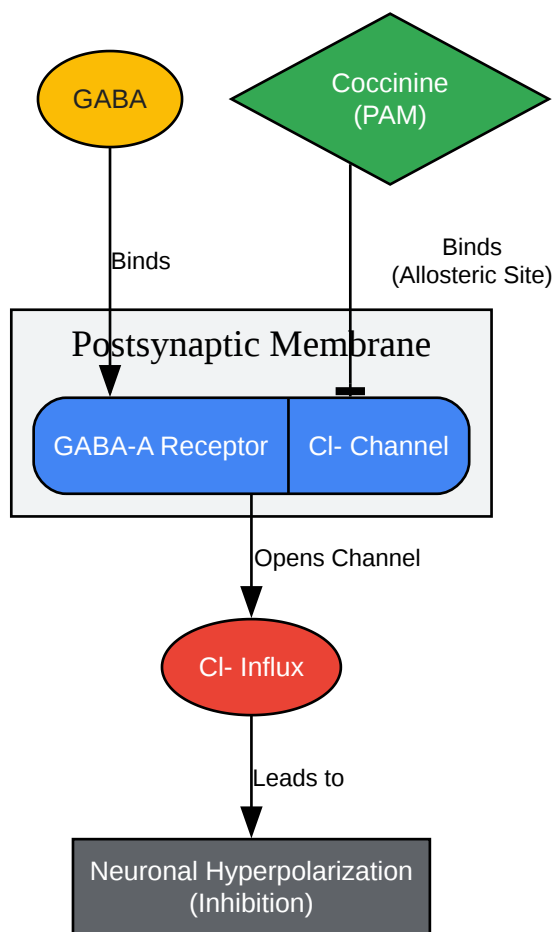 GABA
Coccinine
(PAM)
Binds
Binds
(Allosteric Site)
Postsynaptic Membrane
GABA-A Receptor
Cl- Channel
Opens Channel
Cl- Influx
Leads to
Neuronal Hyperpolarization
(Inhibition)